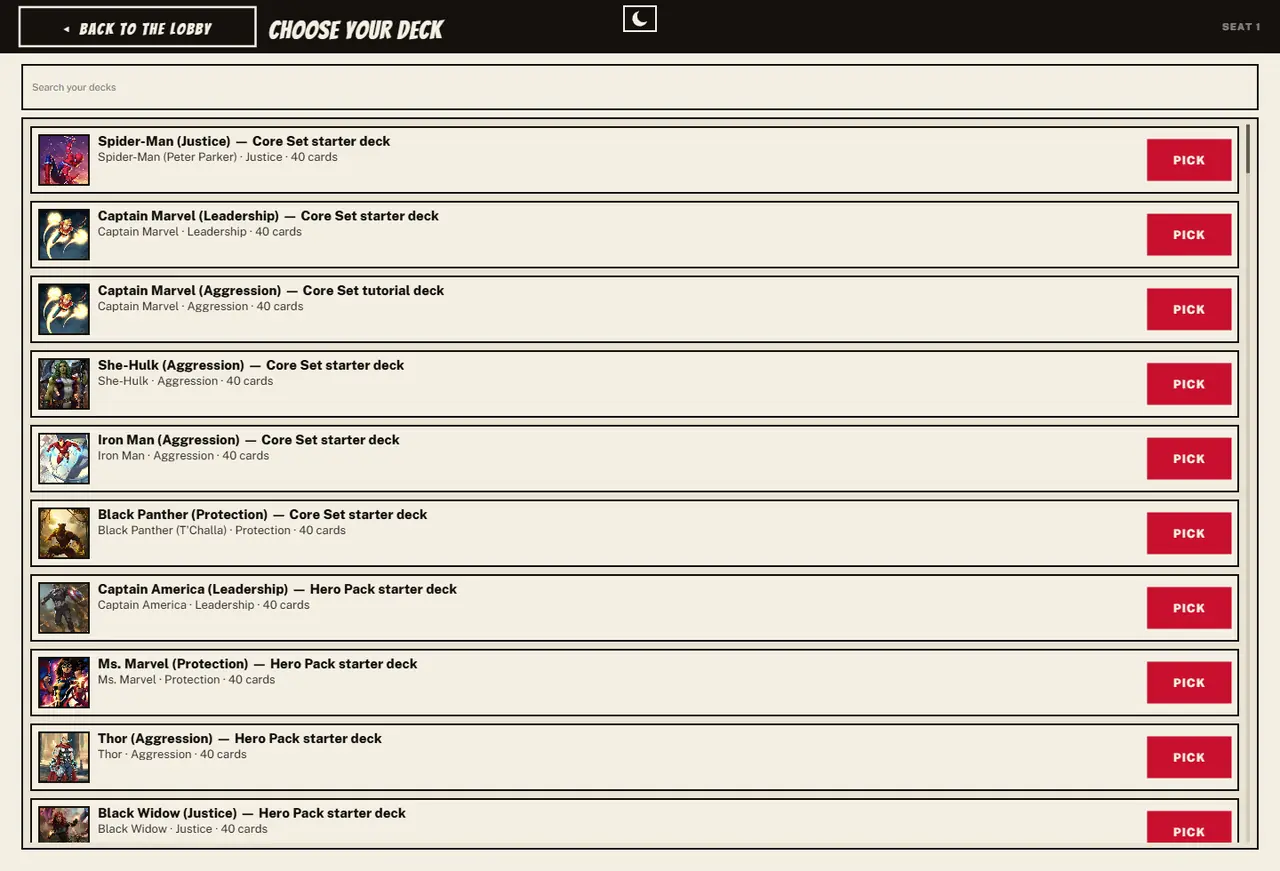 ◂ BACK TO THE LOBBY
CHOOSE YOUR DECK
SEAT 1
Search your decks
Spider-Man (Justice) — Core Set starter deck
Spider-Man (Peter Parker) · Justice · 40 cards
PICK
Captain Marvel (Leadership) — Core Set starter deck
Captain Marvel · Leadership · 40 cards
PICK
Captain Marvel (Aggression) — Core Set tutorial deck
Captain Marvel · Aggression · 40 cards
PICK
She-Hulk (Aggression) — Core Set starter deck
She-Hulk · Aggression · 40 cards
PICK
Iron Man (Aggression) — Core Set starter deck
Iron Man · Aggression · 40 cards
PICK
Black Panther (Protection) — Core Set starter deck
Black Panther (T'Challa) · Protection · 40 cards
PICK
Captain America (Leadership) — Hero Pack starter deck
Captain America · Leadership · 40 cards
PICK
Ms. Marvel (Protection) — Hero Pack starter deck
Ms. Marvel · Protection · 40 cards
PICK
Thor (Aggression) — Hero Pack starter deck
Thor · Aggression · 40 cards
PICK
Black Widow (Justice) — Hero Pack starter deck
Black Widow · Justice · 40 cards
PICK